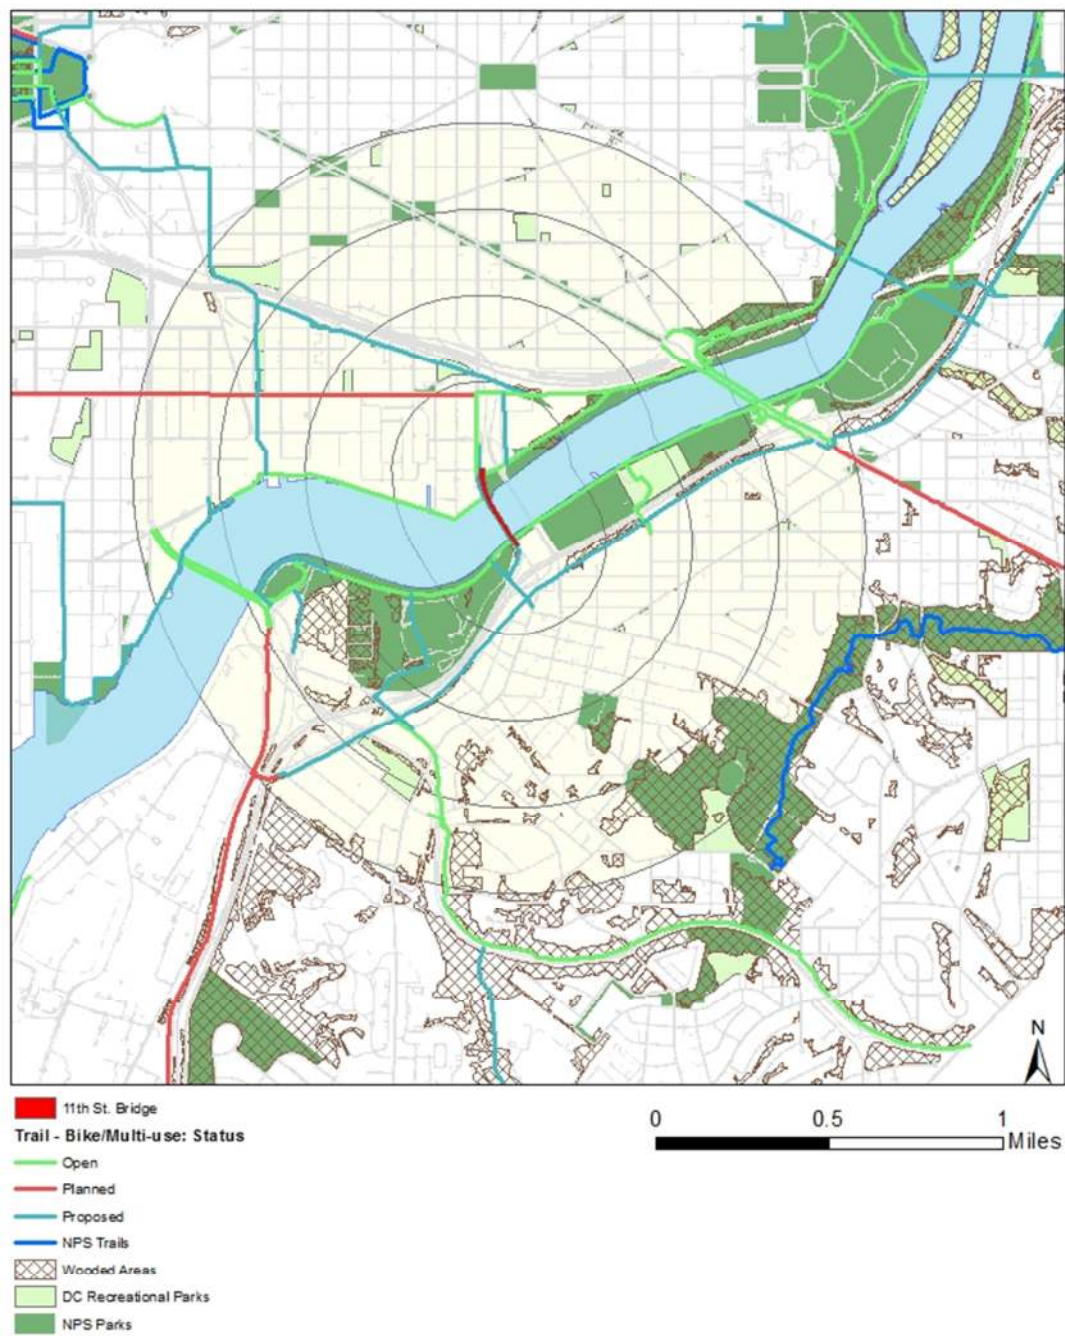 N
11th St. Bridge
Trail - Bike/Multi-use: Status
Open
Planned
Proposed
NPS Trails
Wooded Areas
DC Recreational Parks
NPS Parks
0 0.5 1
Miles